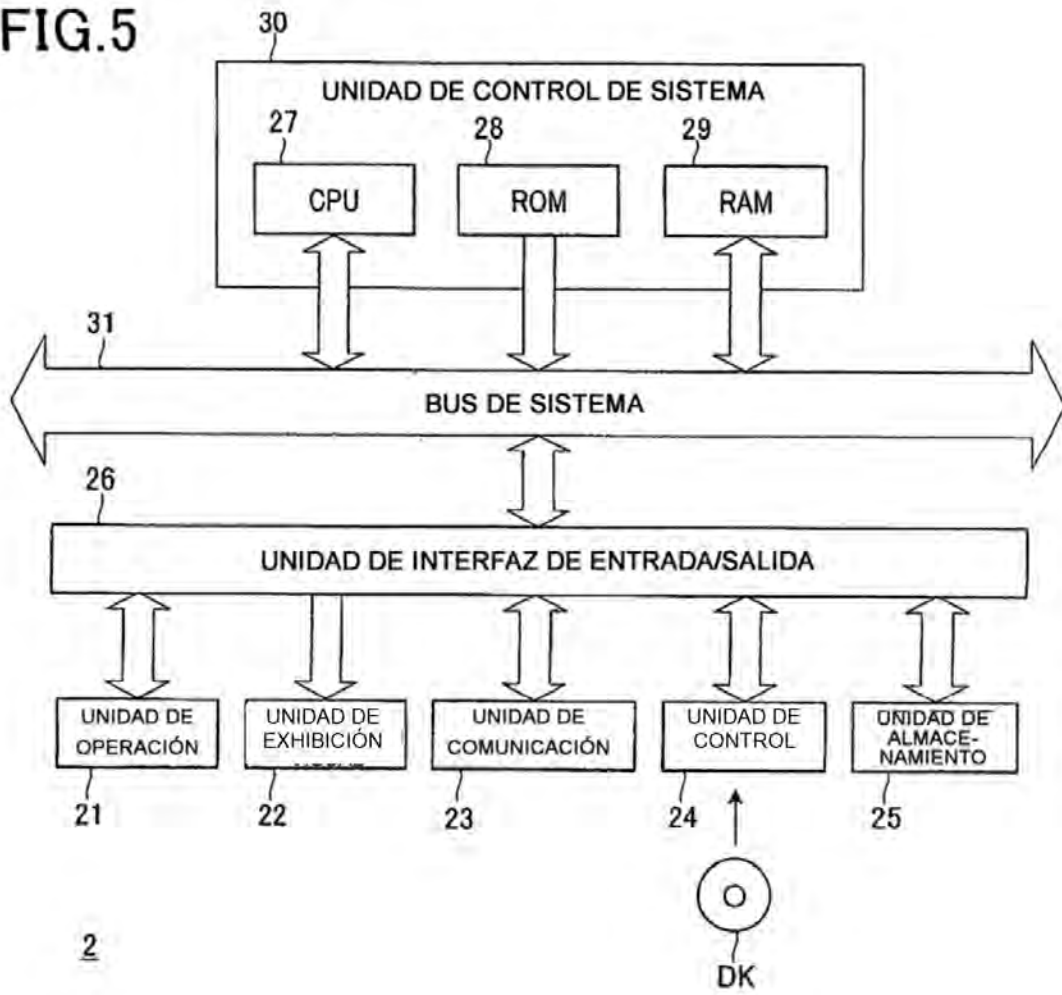 FIG.5
30
UNIDAD DE CONTROL DE SISTEMA
27
28
29
CPU
ROM
RAM
31
BUS DE SISTEMA
26
UNIDAD DE INTERFAZ DE ENTRADA/SALIDA
UNIDAD DE
OPERACIÓN
UNIDAD DE
EXHIBICIÓN
UNIDAD DE
COMUNICACIÓN
UNIDAD DE
CONTROL
UNIDAD DE
ALMACE-
NAMIENTO
21
22
23
24
25
2
DK